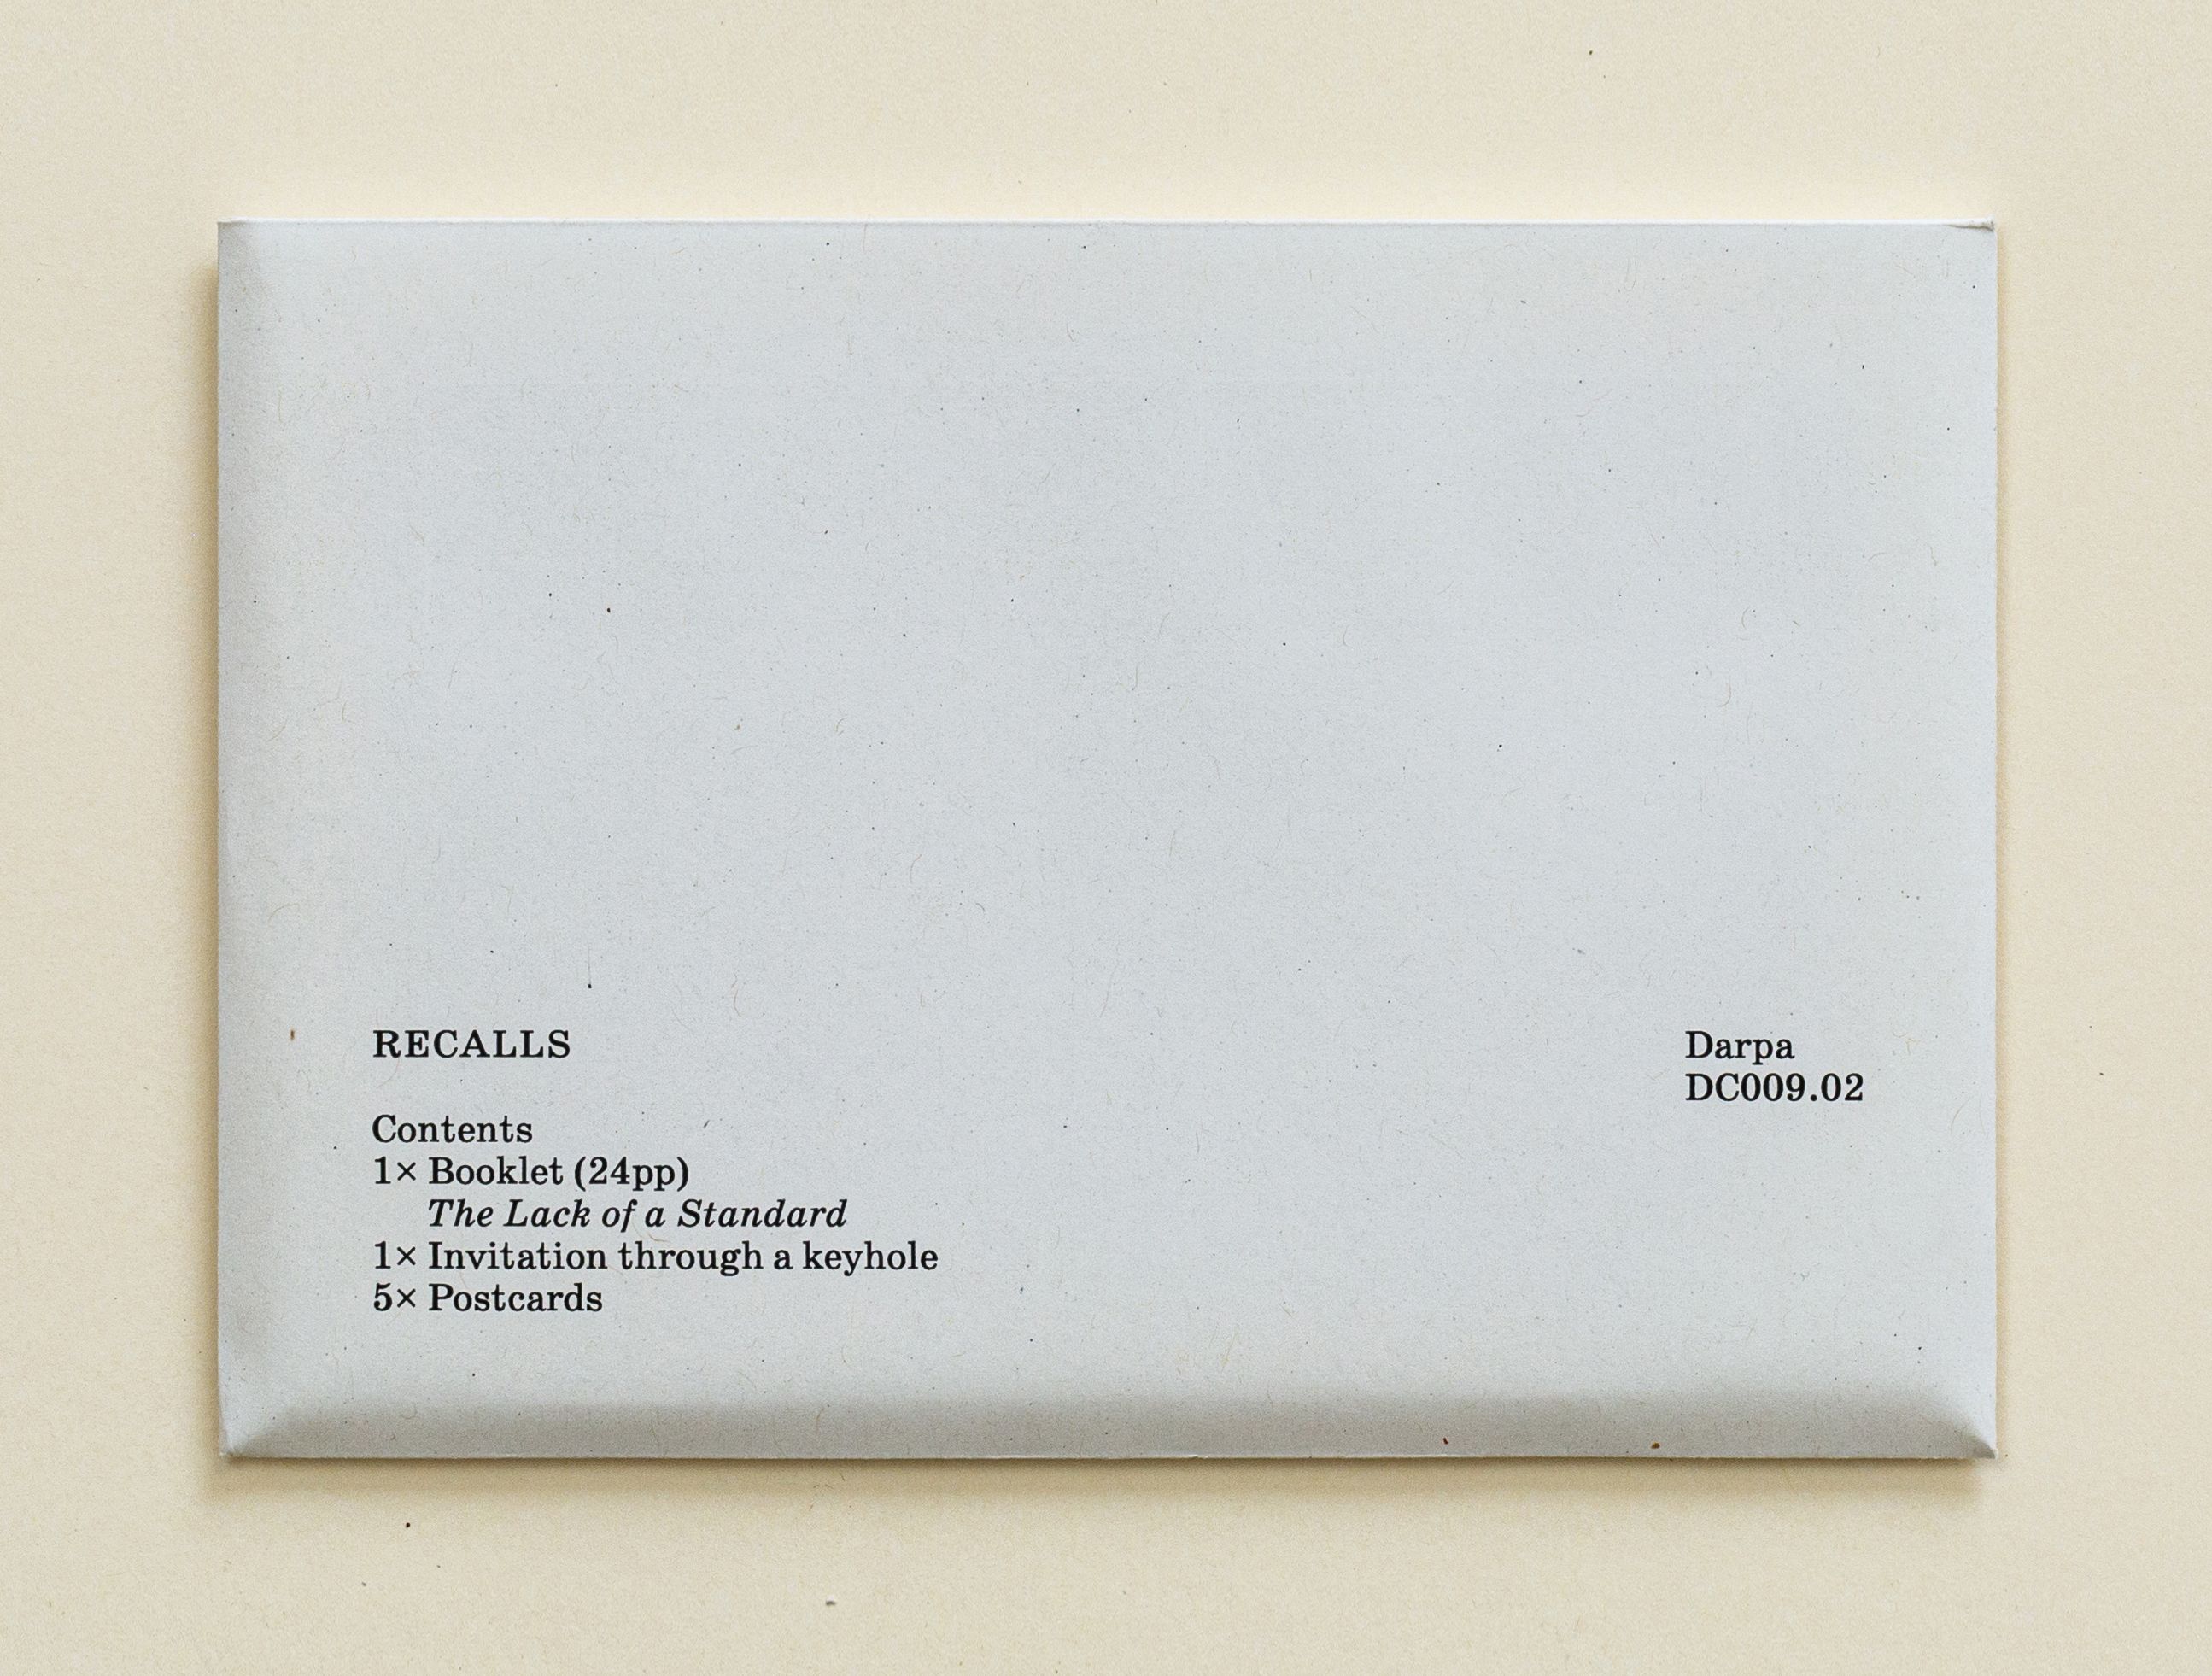 RECALLS
Contents
1× Booklet (24pp)
The Lack of a Standard
1× Invitation through a keyhole
5× Postcards
Darpa
DC009.02